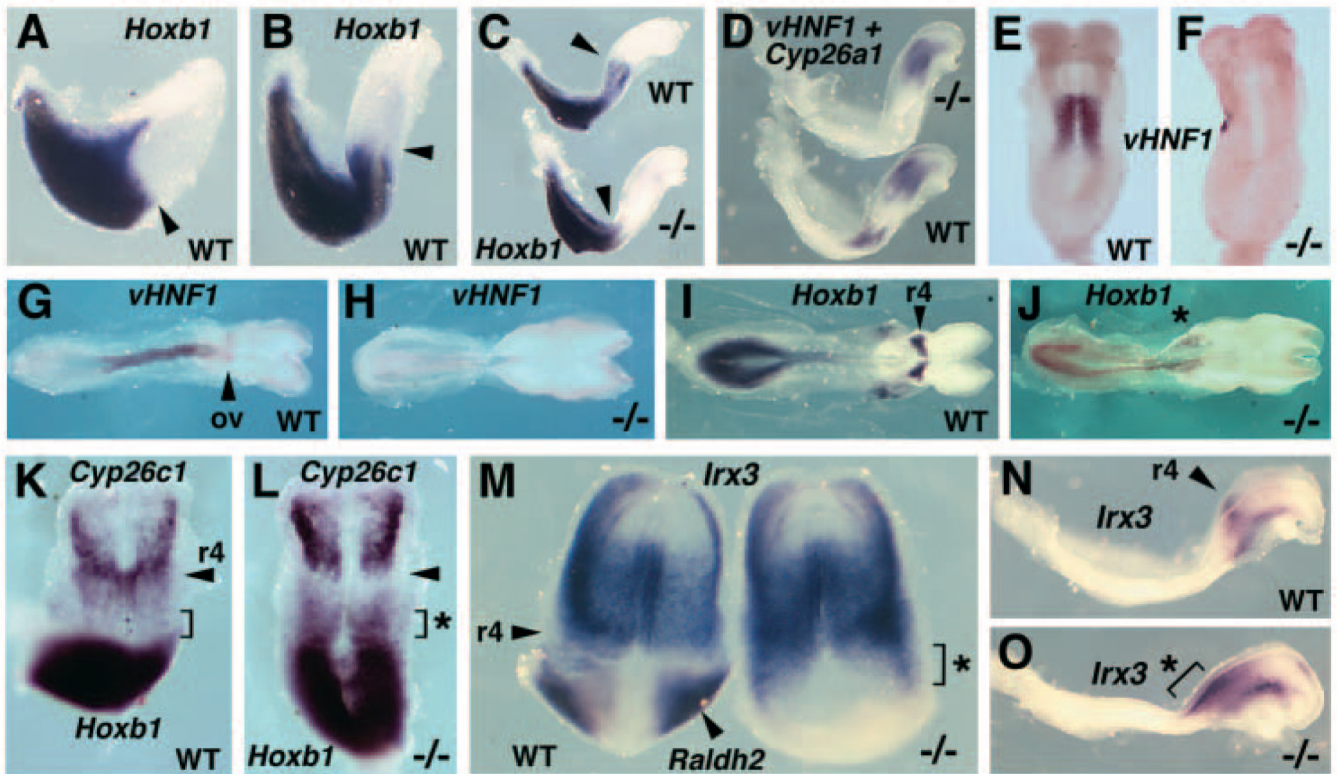 A Hoxb1
WT
B Hoxb1
WT
C
WT
Hoxb1 -/-
D vHNF1 +
Cyp26a1
-/-
WT
E
WT
F
vHNF1
-/-
G vHNF1
ov WT
H vHNF1
-/-
I Hoxb1 r4
WT
J Hoxb1 *
-/-
K Cyp26c1
r4
Hoxb1
WT
L Cyp26c1
*
Hoxb1 -/-
M Irx3
r4
*
WT Raldh2 -/-
N r4
Irx3
WT
O Irx3 *
-/-